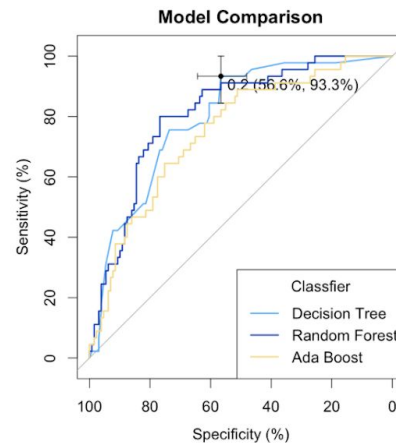 Model Comparison
100
80
60
40
20
0
Sensitivity (%)
0.2 (56.6%, 93.3%)
Classfier
Decision Tree
Random Forest
Ada Boost
100 80 60 40 20 0
Specificity (%)